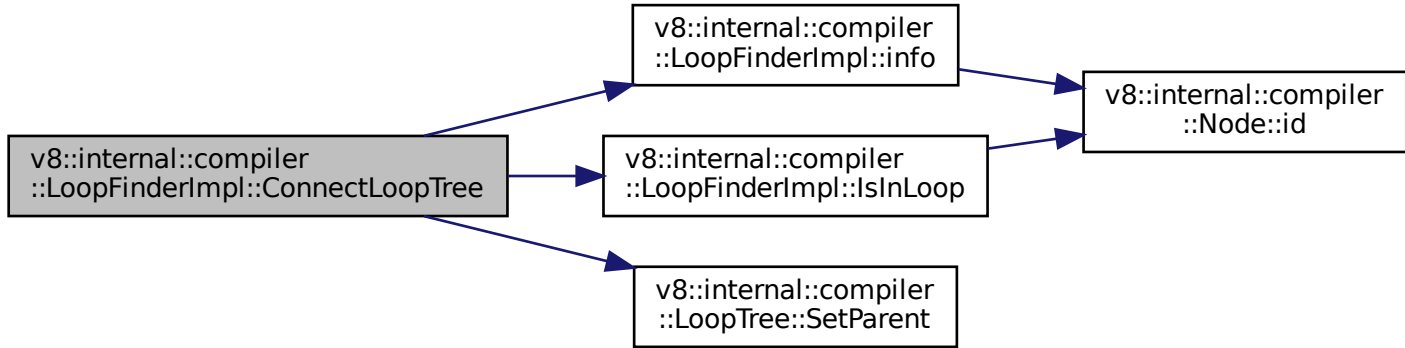 v8::internal::compiler
::LoopFinderImpl::ConnectLoopTree
v8::internal::compiler
::LoopFinderImpl::info
v8::internal::compiler
::LoopFinderImpl::IsInLoop
v8::internal::compiler
::LoopTree::SetParent
v8::internal::compiler
::Node::id